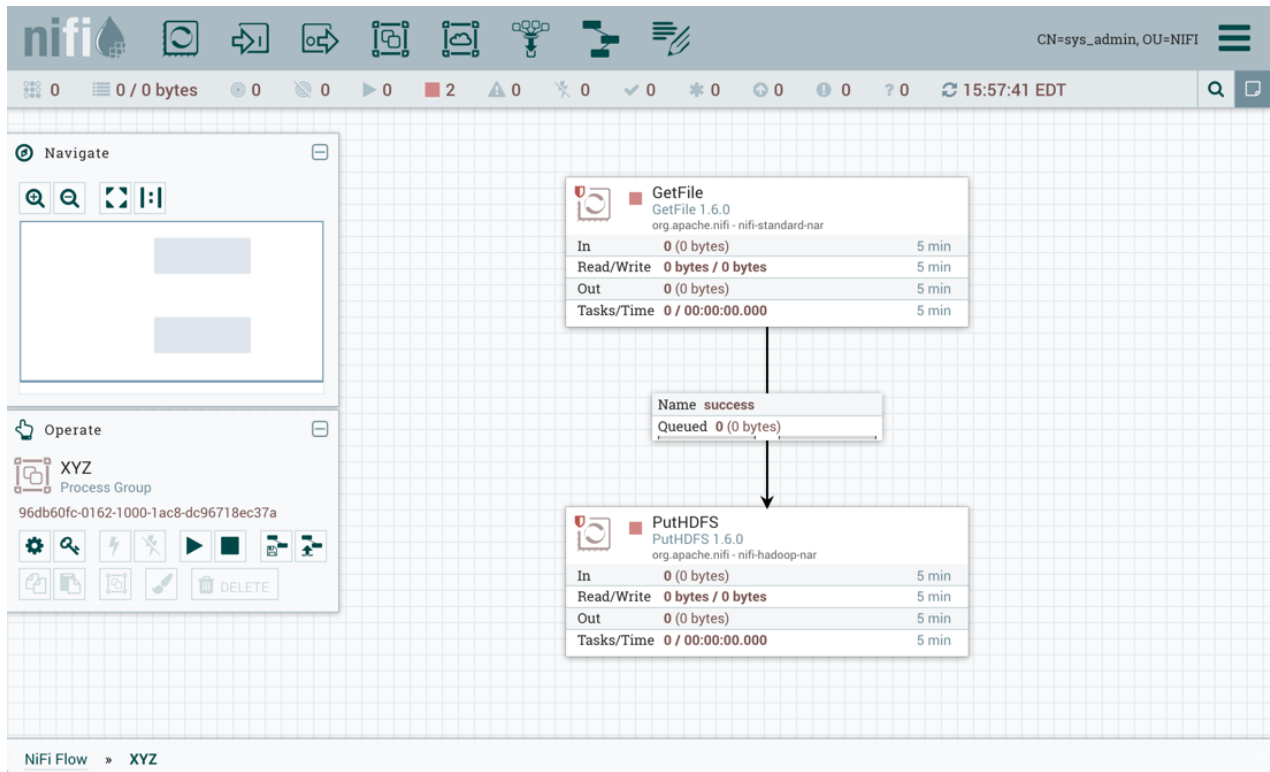 nifi
CN=sys_admin, OU=NIFI
0 0 / 0 bytes 0 0 0 2 0 0 0 0 0 0 ? 0 15:57:41 EDT
Navigate
Operate
XYZ
Process Group
96db60fc-0162-1000-1ac8-dc96718ec37a
DELETE
GetFile
GetFile 1.6.0
org.apache.nifi - nifi-standard-nar
In 0 (0 bytes) 5 min
Read/Write 0 bytes / 0 bytes 5 min
Out 0 (0 bytes) 5 min
Tasks/Time 0 / 00:00:00.000 5 min
Name success
Queued 0 (0 bytes)
PutHDFS
PutHDFS 1.6.0
org.apache.nifi - nifi-hadoop-nar
In 0 (0 bytes) 5 min
Read/Write 0 bytes / 0 bytes 5 min
Out 0 (0 bytes) 5 min
Tasks/Time 0 / 00:00:00.000 5 min
NiFi Flow » XYZ